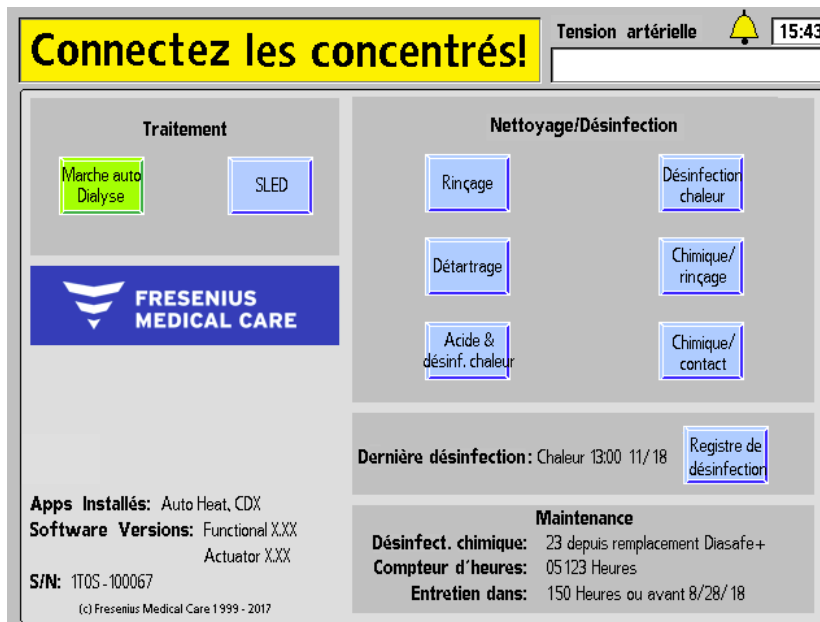 Connectez les concentrés!
Tension artérielle
15:43
Traitement
Marche auto
Dialyse
SLED
FRESENIUS
MEDICAL CARE
Nettoyage/Désinfection
Rinçage
Désinfection
chaleur
Détartrage
Chimique/
rinçage
Acide &
désinf. chaleur
Chimique/
contact
Dernière désinfection: Chaleur 13:00 11/18
Registre de
désinfection
Apps Installés: Auto Heat, CDX
Software Versions: Functional X.XX
Actuator X.XX
S/N: 1T0S-100067
(c) Fresenius Medical Care 1999 - 2017
Maintenance
Désinfect. chimique: 23 depuis remplacement Diasafe+
Compteur d'heures: 05123 Heures
Entretien dans: 150 Heures ou avant 8/28/18